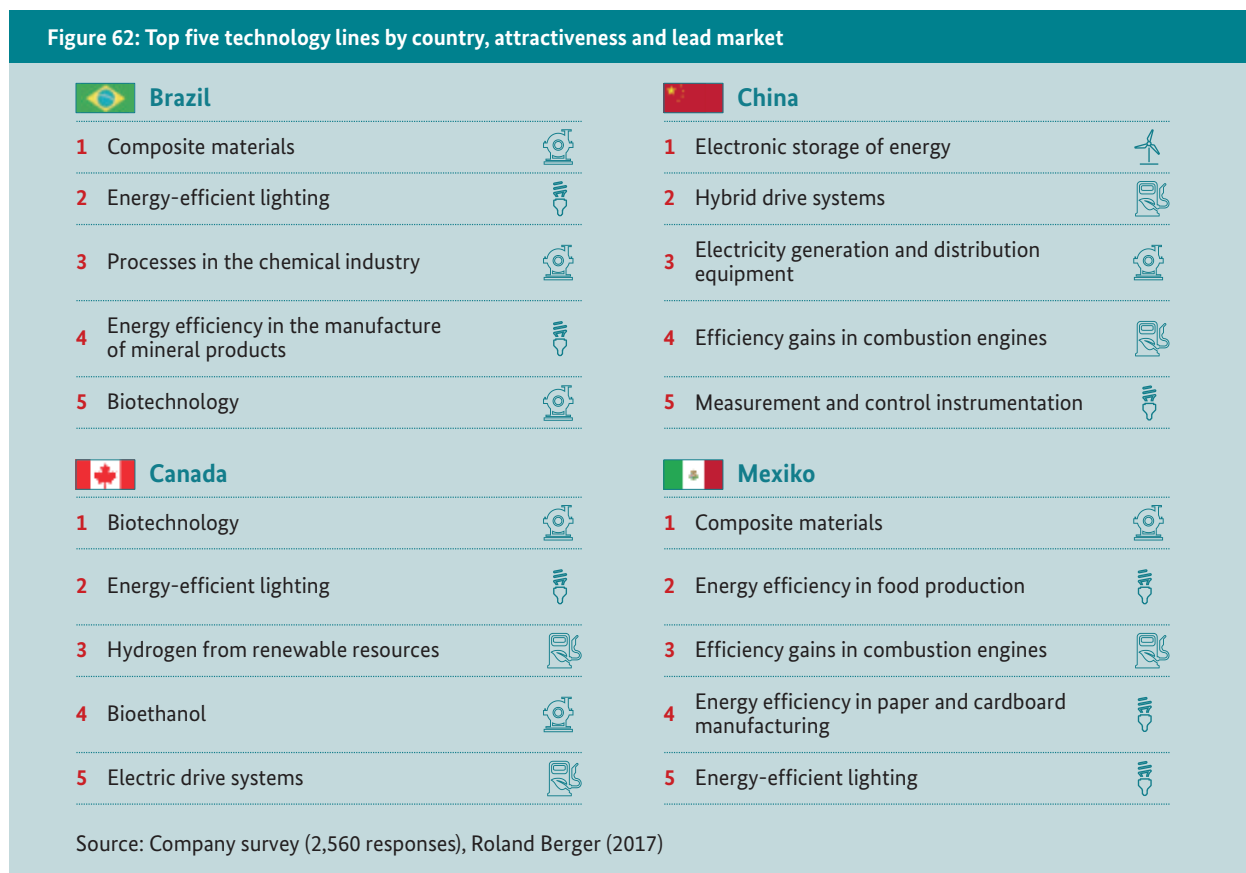 Figure 62: Top five technology lines by country, attractiveness and lead market
Brazil
1 Composite materials
2 Energy-efficient lighting
3 Processes in the chemical industry
4 Energy efficiency in the manufacture
of mineral products
5 Biotechnology
China
1 Electronic storage of energy
2 Hybrid drive systems
3 Electricity generation and distribution
equipment
4 Efficiency gains in combustion engines
5 Measurement and control instrumentation
Canada
1 Biotechnology
2 Energy-efficient lighting
3 Hydrogen from renewable resources
4 Bioethanol
5 Electric drive systems
Mexiko
1 Composite materials
2 Energy efficiency in food production
3 Efficiency gains in combustion engines
4 Energy efficiency in paper and cardboard
manufacturing
5 Energy-efficient lighting
Source: Company survey (2,560 responses), Roland Berger (2017)